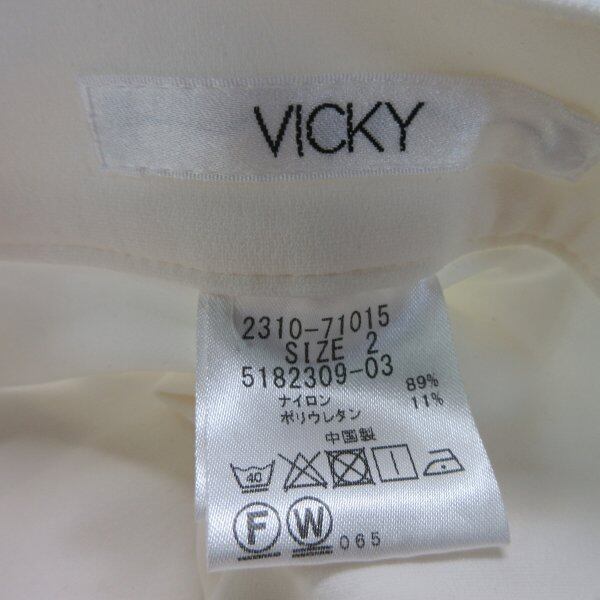 VICKY
2310-71015
SIZE 2
5182309-03
ナイロン 89%
ポリウレタン 11%
中国製
40
F W 065